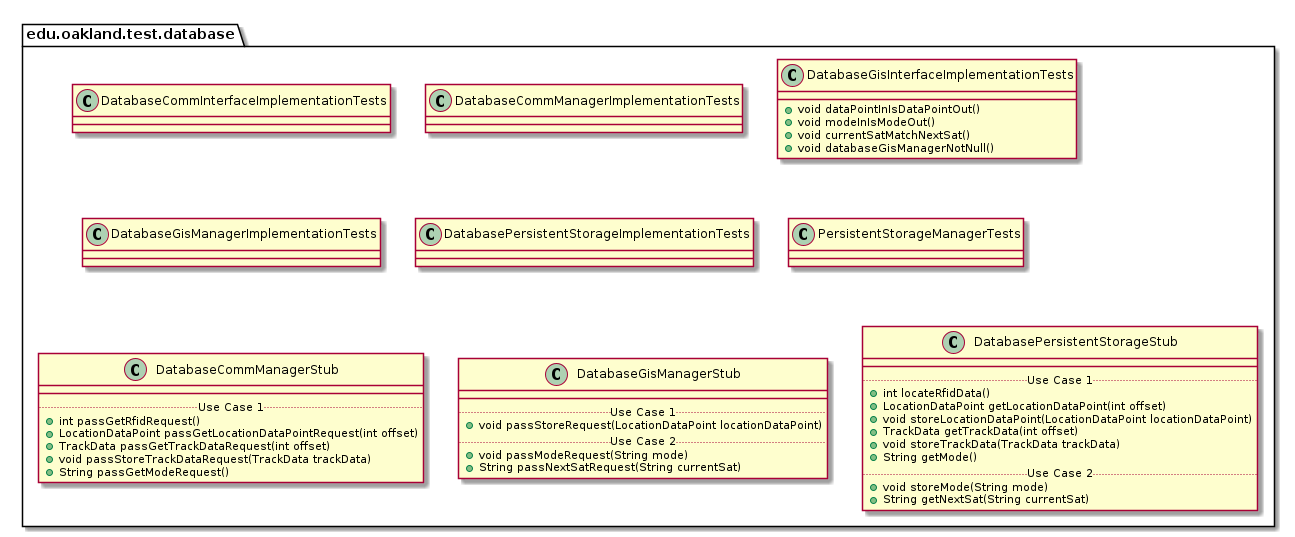 edu.oakland.test.database
C DatabaseCommInterfaceImplementationTests
C DatabaseCommManagerImplementationTests
C DatabaseGisInterfaceImplementationTests
void dataPointInIsDataPointOut()
void modeInIsModeOut()
void currentSatMatchNextSat()
void databaseGisManagerNotNull()
C DatabaseGisManagerImplementationTests
C DatabasePersistentStorageImplementationTests
C PersistentStorageManagerTests
C DatabaseCommManagerStub
Use Case 1
int passGetRfidRequest()
LocationDataPoint passGetLocationDataPointRequest(int offset)
TrackData passGetTrackDataRequest(int offset)
void passStoreTrackDataRequest(TrackData trackData)
String passGetModeRequest()
C DatabaseGisManagerStub
Use Case 1
void passStoreRequest(LocationDataPoint locationDataPoint)
Use Case 2
void passModeRequest(String mode)
String passNextSatRequest(String currentSat)
C DatabasePersistentStorageStub
Use Case 1
int locateRfidData()
LocationDataPoint getLocationDataPoint(int offset)
void storeLocationDataPoint(LocationDataPoint locationDataPoint)
TrackData getTrackData(int offset)
void storeTrackData(TrackData trackData)
String getMode()
Use Case 2
void storeMode(String mode)
String getNextSat(String currentSat)